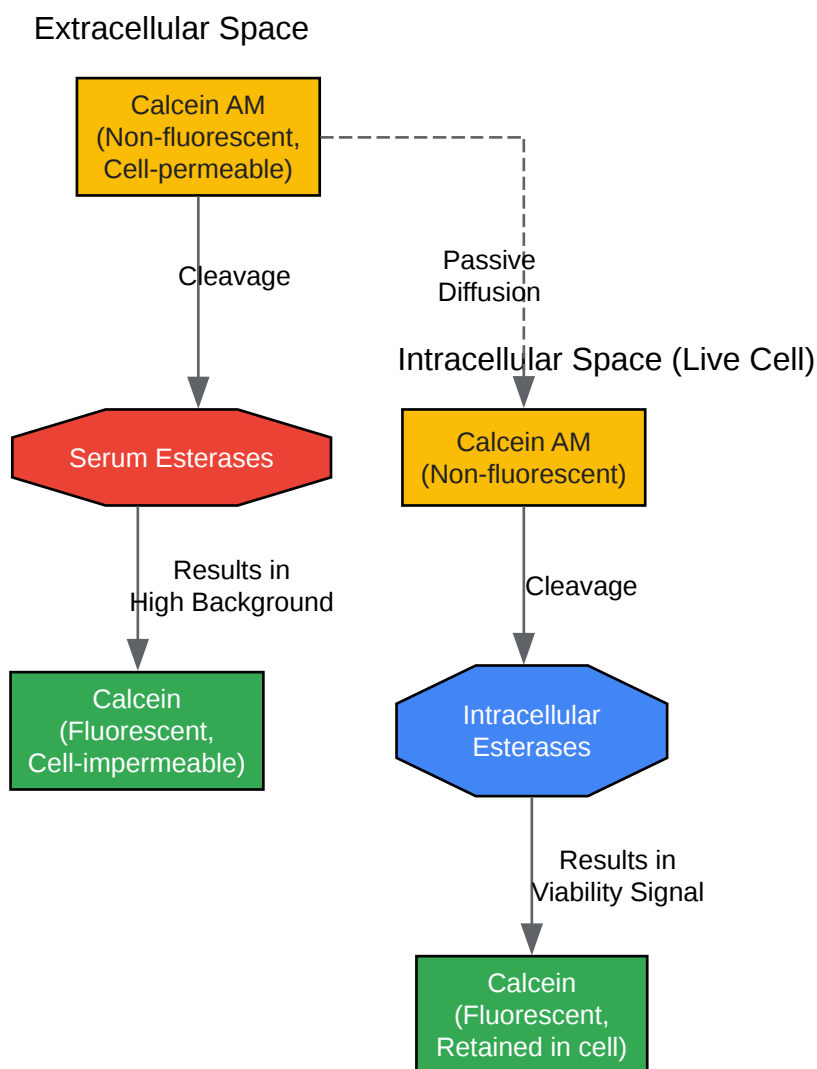 Extracellular Space
Calcein AM
(Non-fluorescent,
Cell-permeable)
Cleavage
Passive
Diffusion
Intracellular Space (Live Cell)
Serum Esterases
Calcein AM
(Non-fluorescent)
Results in
High Background
Cleavage
Calcein
(Fluorescent,
Cell-impermeable)
Intracellular
Esterases
Results in
Viability Signal
Calcein
(Fluorescent,
Retained in cell)